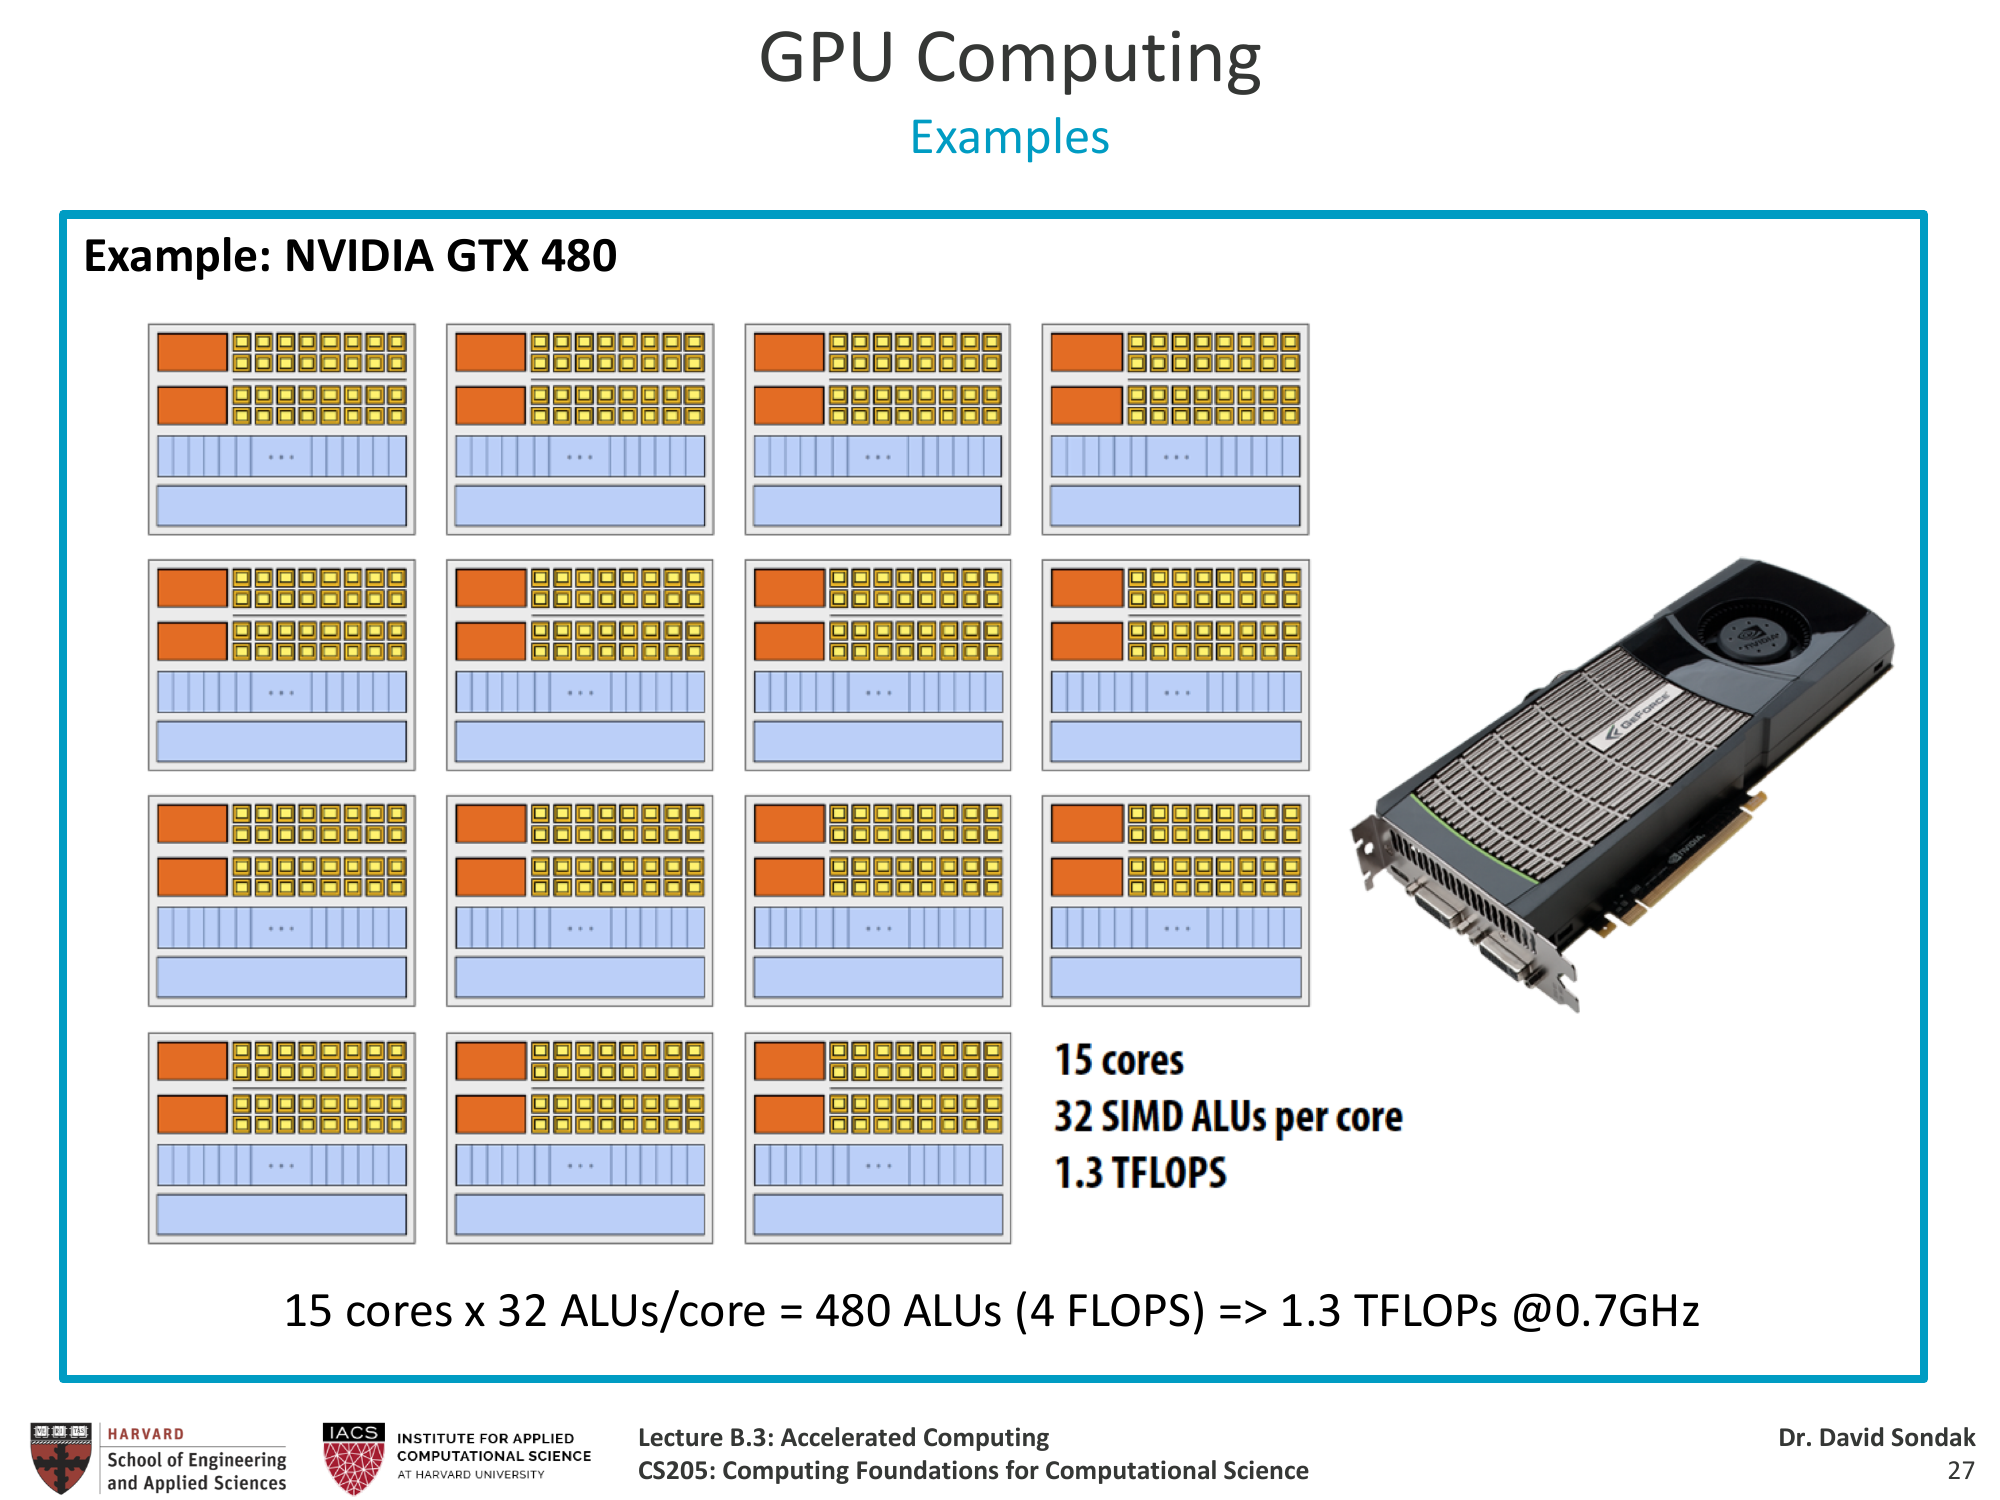 GPU Computing
Examples
Example: NVIDIA GTX 480
NVIDIA
GEFORCE
NVIDIA
15 cores
32 SIMD ALUs per core
1.3 TFLOPS
15 cores x 32 ALUs/core = 480 ALUs (4 FLOPS) => 1.3 TFLOPs @0.7GHz
HARVARD
School of Engineering
and Applied Sciences
IACS
INSTITUTE FOR APPLIED
COMPUTATIONAL SCIENCE
AT HARVARD UNIVERSITY
Lecture B.3: Accelerated Computing
CS205: Computing Foundations for Computational Science
Dr. David Sondak
27